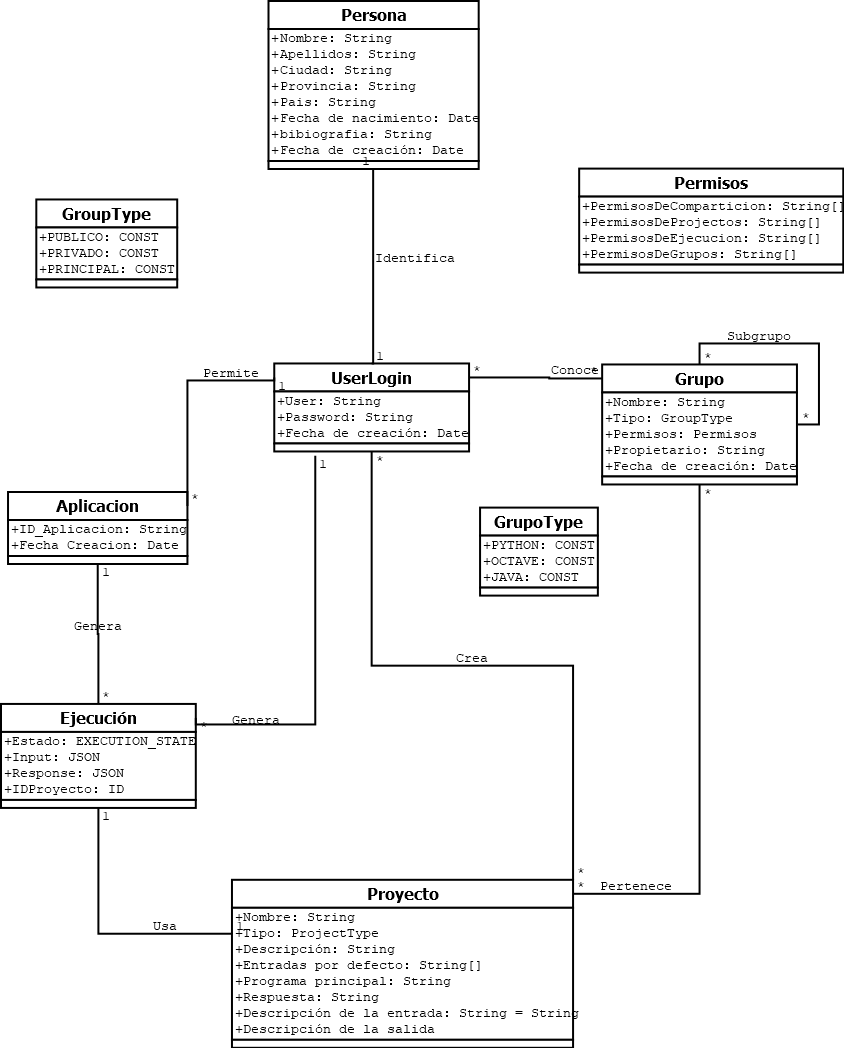 Persona
+Nombre: String
+Apellidos: String
+Ciudad: String
+Provincia: String
+Pais: String
+Fecha de nacimiento: Date
+bibiografia: String
+Fecha de creación: Date
1
Permisos
+PermisosDeComparticion: String[]
+PermisosDeProjectos: String[]
+PermisosDeEjecucion: String[]
+PermisosDeGrupos: String[]
GroupType
+PUBLICO: CONST
+PRIVADO: CONST
+PRINCIPAL: CONST
Identifica
1
Subgrupo
*
*
Permite
1
*
UserLogin
+User: String
+Password: String
+Fecha de creación: Date
*
Conoce
*
Grupo
+Nombre: String
+Tipo: GroupType
+Permisos: Permisos
+Propietario: String
+Fecha de creación: Date
1
*
*
Aplicacion
+ID_Aplicacion: String
+Fecha Creacion: Date
1
GrupoType
+PYTHON: CONST
+OCTAVE: CONST
+JAVA: CONST
Genera
*
Crea
Ejecución
+Estado: EXECUTION_STATE
+Input: JSON
+Response: JSON
+IDProyecto: ID
*
Genera
1
*
*
Pertenece
Usa
1
Proyecto
+Nombre: String
+Tipo: ProjectType
+Descripción: String
+Entradas por defecto: String[]
+Programa principal: String
+Respuesta: String
+Descripción de la entrada: String = String
+Descripción de la salida